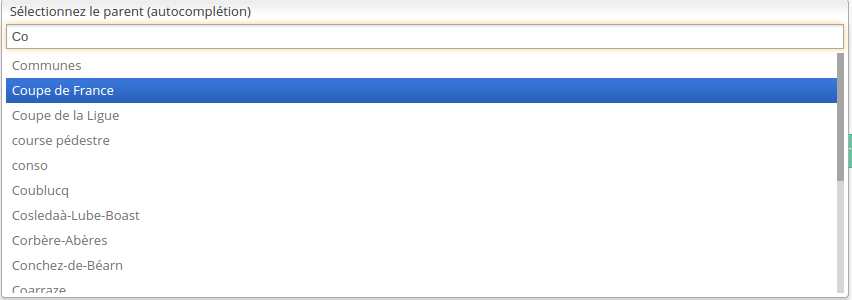 Sélectionnez le parent (autocomplétion)
Co
Communes
Coupe de France
Coupe de la Ligue
course pédestre
conso
Coublucq
Cosledaà-Lube-Boast
Corbère-Abères
Conchez-de-Béarn
Coarraze